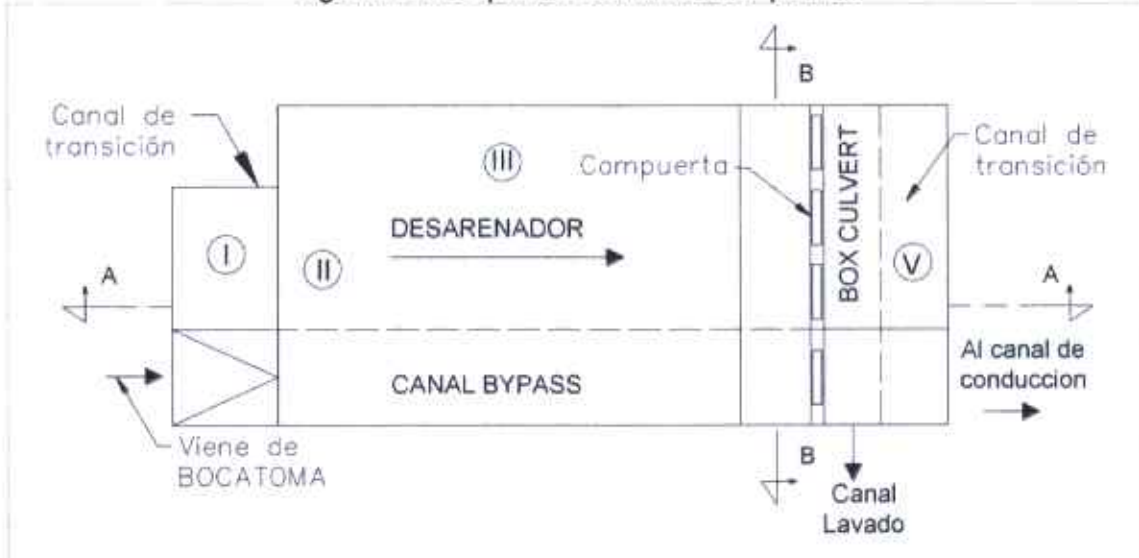 B
Canal de
transición
III
Compuerta
BOX CULVERT
Canal de
transición
DESARENADOR
I
II
V
A
A
CANAL BYPASS
Al canal de
conduccion
Viene de
BOCATOMA
B
Canal
Lavado